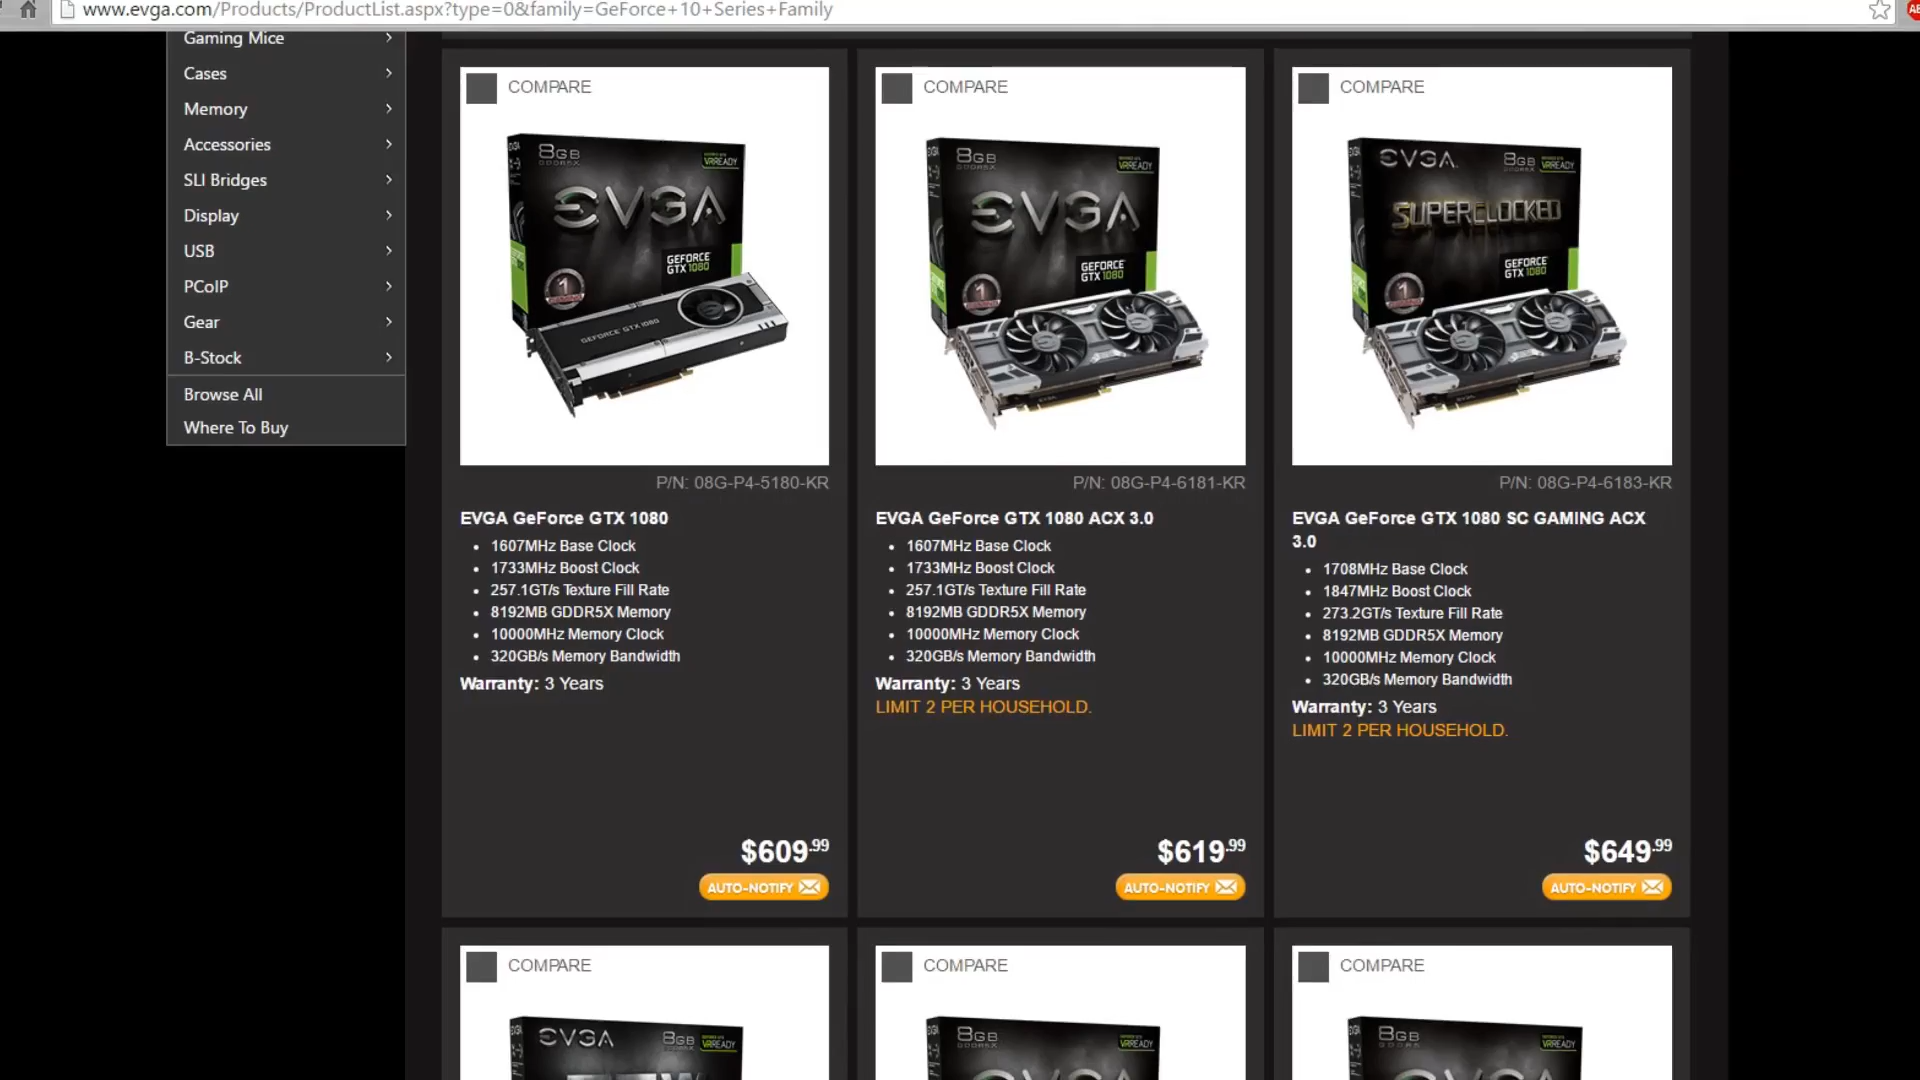 www.evga.com/Products/ProductList.aspx?type=0&family=GeForce+10+Series+Family
Gaming Mice
Cases
Memory
Accessories
SLI Bridges
Display
USB
PCoIP
Gear
B-Stock
Browse All
Where To Buy
COMPARE
8GB
GDDR5X
VRREADY
EVGA
GEFORCE
GTX 1080
GEFORCE GTX 1080
P/N: 08G-P4-5180-KR
EVGA GeForce GTX 1080
1607MHz Base Clock
1733MHz Boost Clock
257.1GT/s Texture Fill Rate
8192MB GDDR5X Memory
10000MHz Memory Clock
320GB/s Memory Bandwidth
Warranty: 3 Years
$609.99
AUTO-NOTIFY
COMPARE
8GB
GDDR5X
VRREADY
EVGA
GEFORCE
GTX 1080
P/N: 08G-P4-6181-KR
EVGA GeForce GTX 1080 ACX 3.0
1607MHz Base Clock
1733MHz Boost Clock
257.1GT/s Texture Fill Rate
8192MB GDDR5X Memory
10000MHz Memory Clock
320GB/s Memory Bandwidth
Warranty: 3 Years
LIMIT 2 PER HOUSEHOLD.
$619.99
AUTO-NOTIFY
COMPARE
EVGA. 8GB
GDDR5X
VRREADY
SUPERCLOCKED
GEFORCE
GTX 1080
P/N: 08G-P4-6183-KR
EVGA GeForce GTX 1080 SC GAMING ACX
3.0
1708MHz Base Clock
1847MHz Boost Clock
273.2GT/s Texture Fill Rate
8192MB GDDR5X Memory
10000MHz Memory Clock
320GB/s Memory Bandwidth
Warranty: 3 Years
LIMIT 2 PER HOUSEHOLD.
$649.99
AUTO-NOTIFY
COMPARE
EVGA 8GB
GDDR5X
VRREADY
COMPARE
8GB
GDDR5X
VRREADY
COMPARE
8GB
GDDR5X
VRREADY